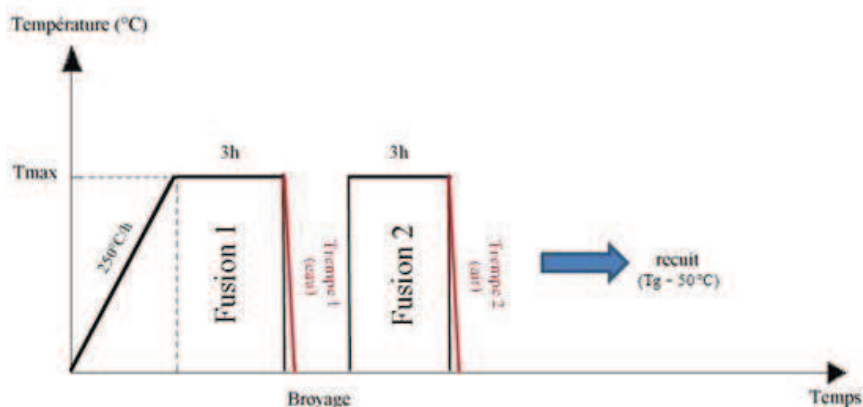 Température (°C)
3h
3h
Tmax
250°C/h
Fusion 1
Trempe 1
(eau)
Fusion 2
Trempe 2
(air)
recuit
(Tg - 50°C)
Broyage
Temps